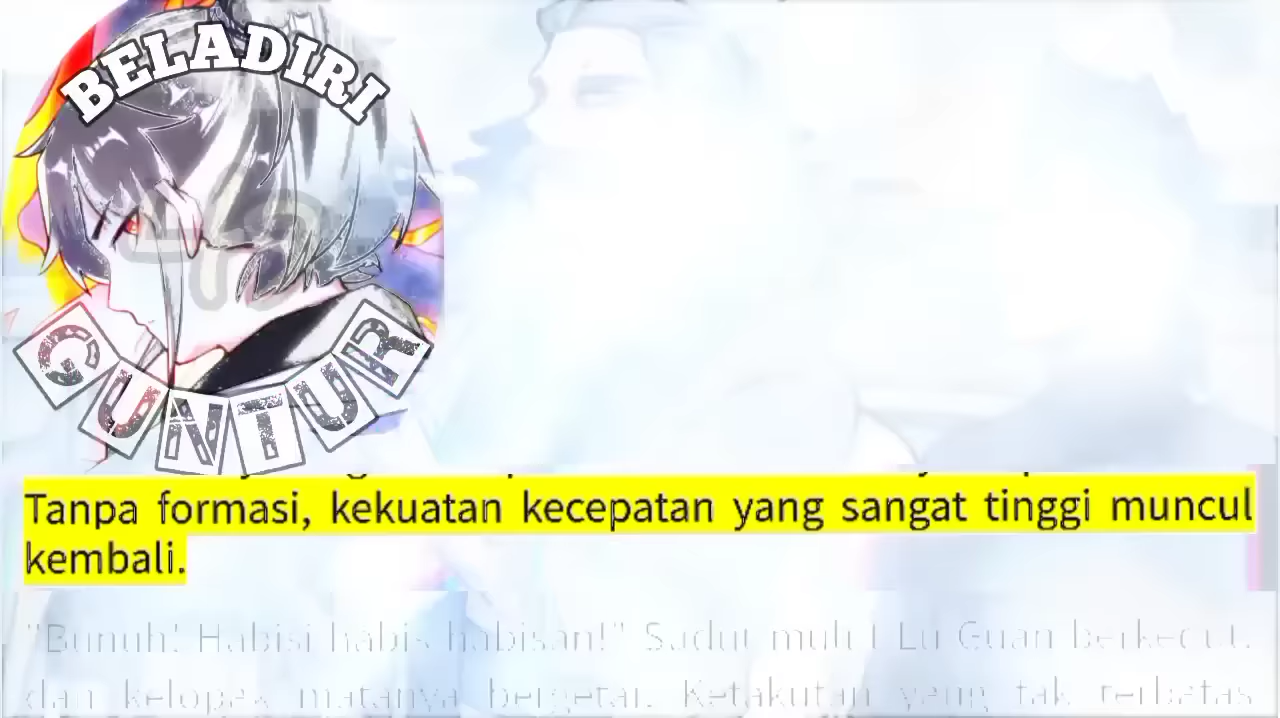 BELADIRI
GUNTUR
Tanpa formasi, kekuatan kecepatan yang sangat tinggi muncul
kembali.
"Bunuh! Habisi habis-habisan!" Sudut mulut Lu Guan berkedut,
dan kelopak matanya bergetar. Ketakutan yang tak terbatas